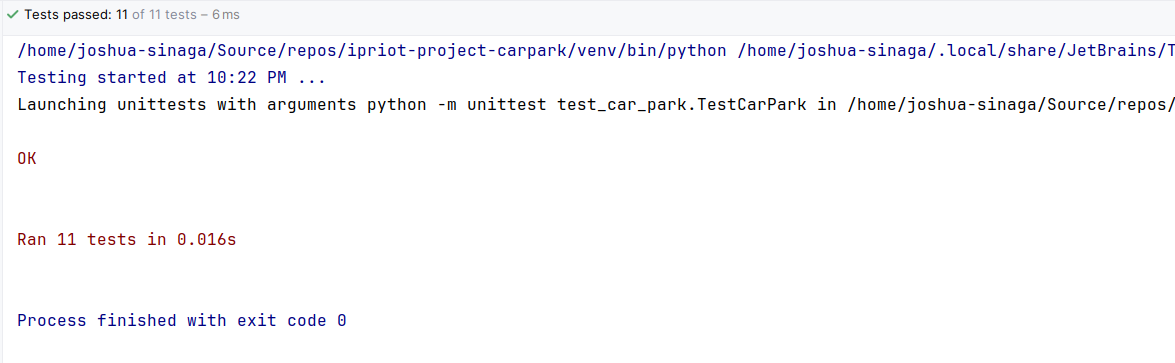 Tests passed: 11 of 11 tests – 6 ms
/home/joshua-sinaga/Source/repos/ipriot-project-carpark/venv/bin/python /home/joshua-sinaga/.local/share/JetBrains/T
Testing started at 10:22 PM ...
Launching unittests with arguments python -m unittest test_car_park.TestCarPark in /home/joshua-sinaga/Source/repos/
OK
Ran 11 tests in 0.016s
Process finished with exit code 0